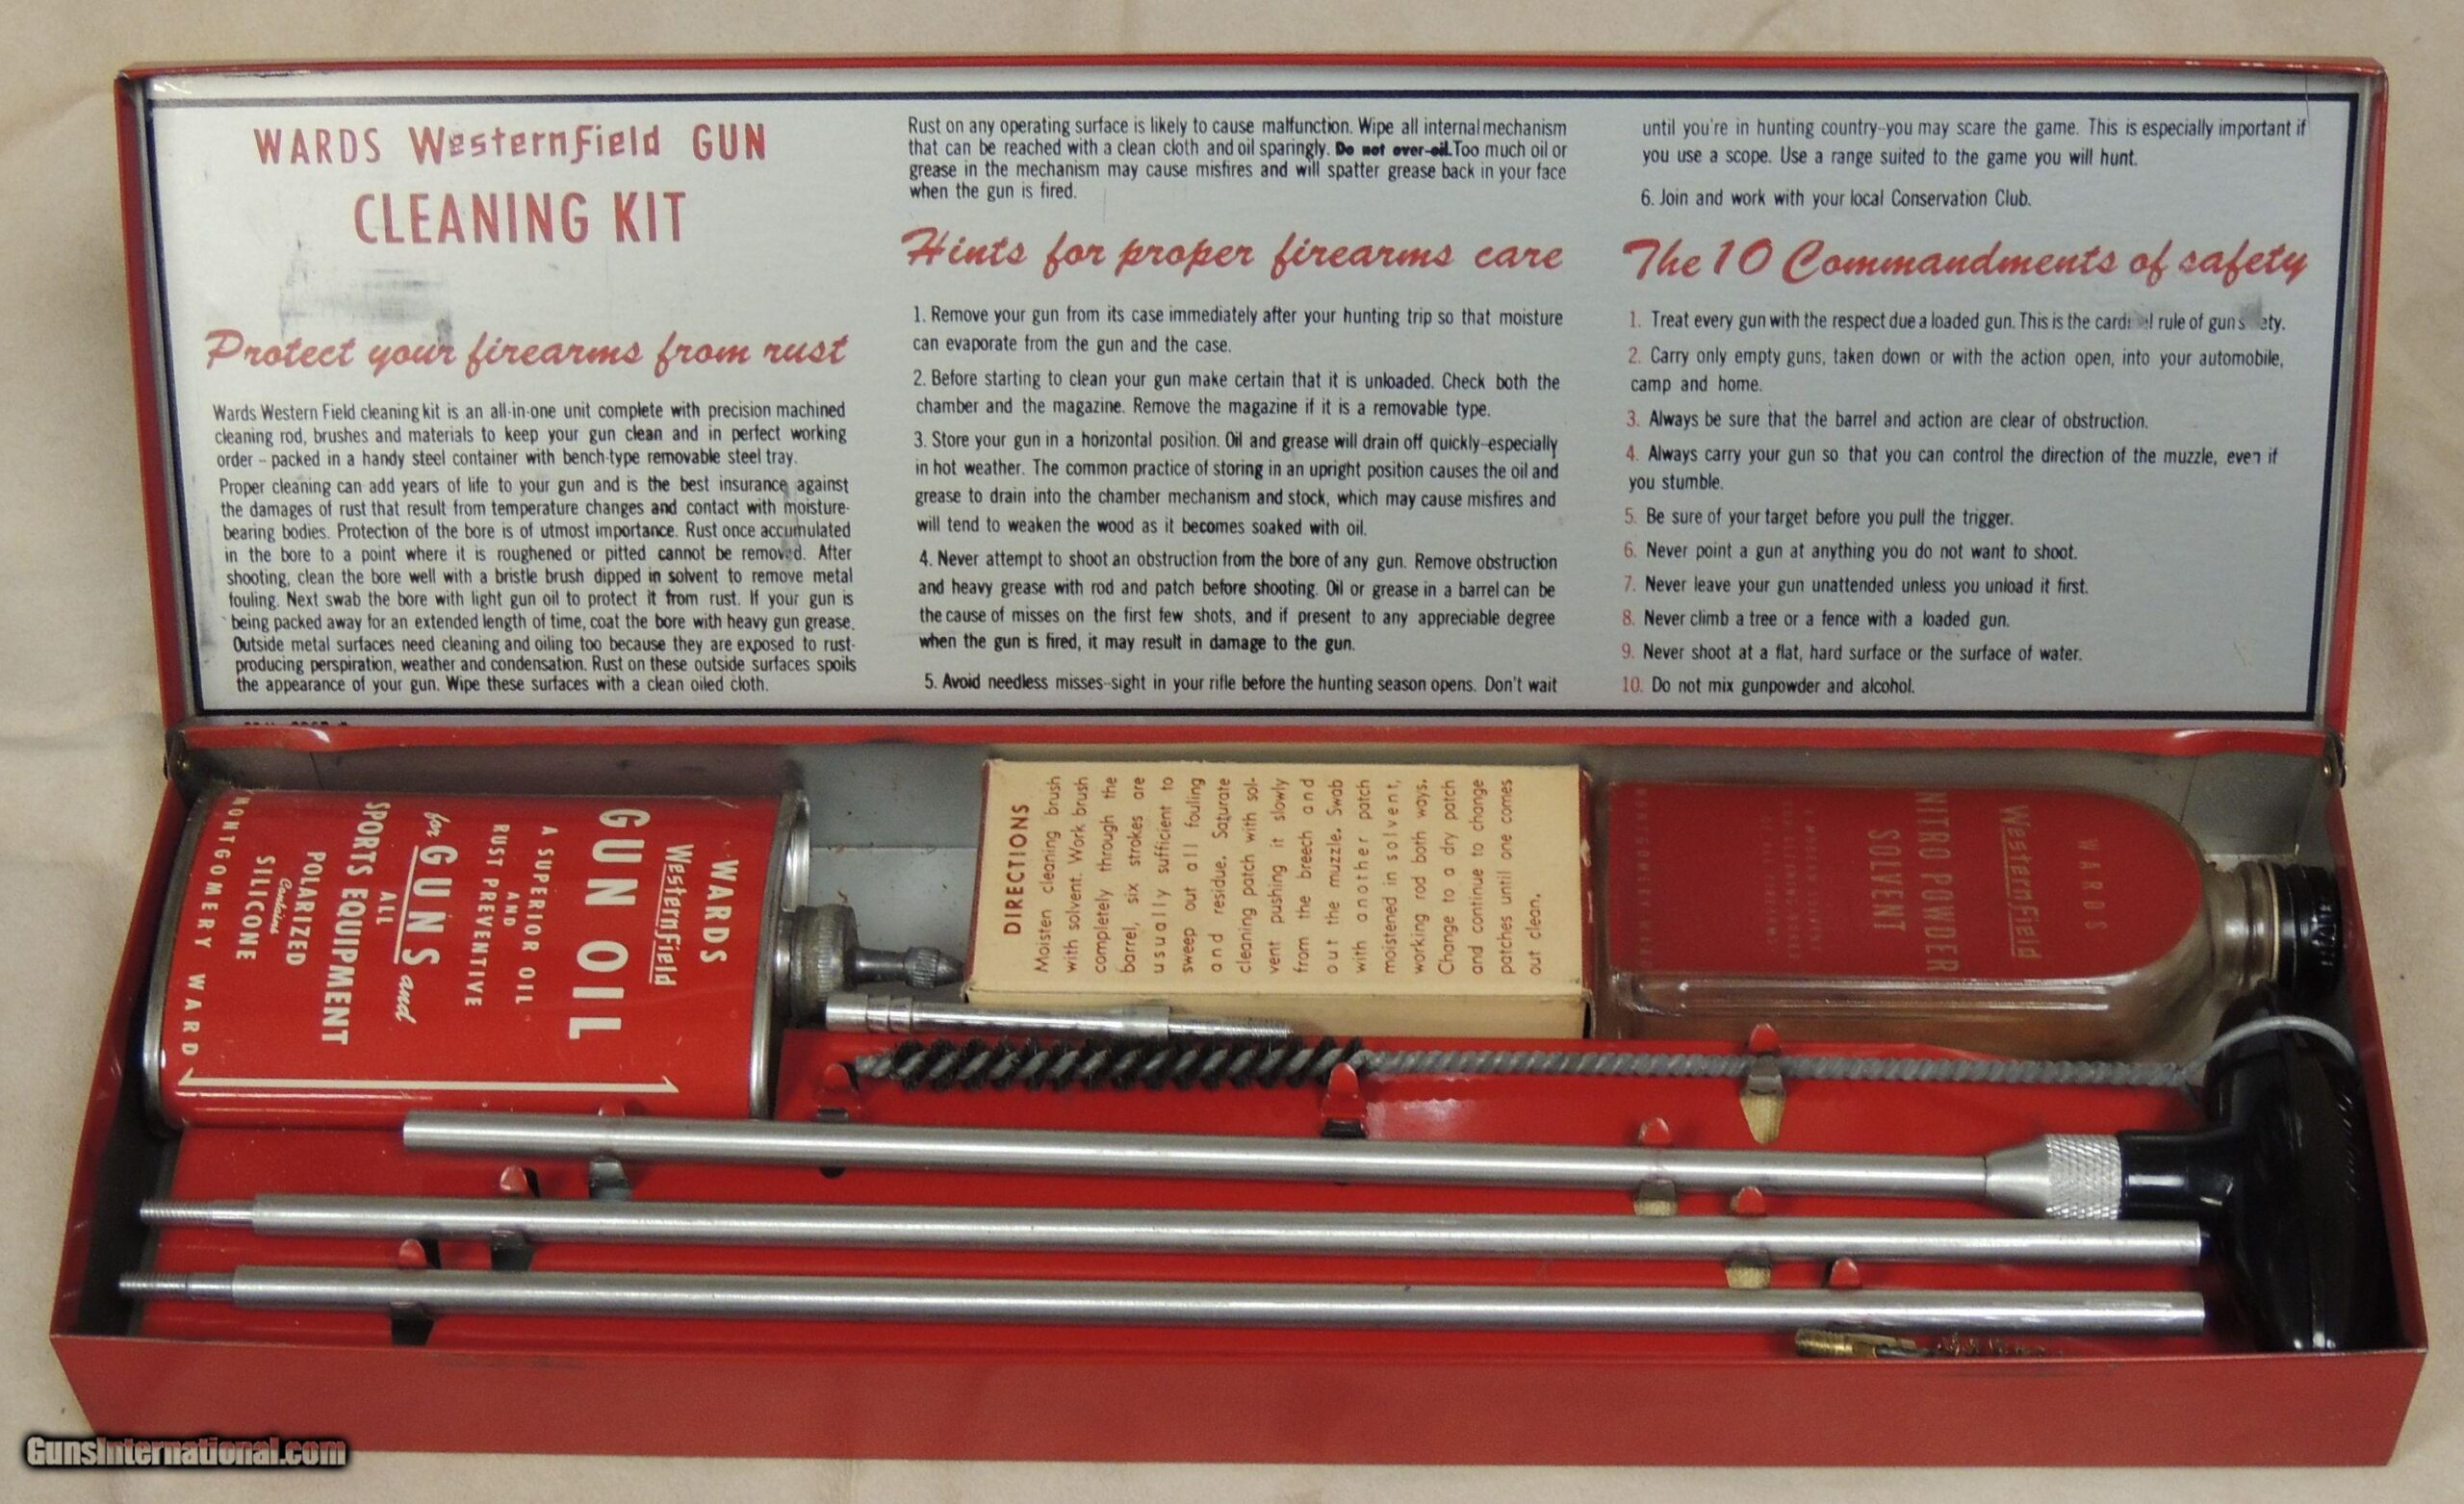 WARDS Western Field GUN
CLEANING KIT
Protect your firearms from rust
Wards Western Field cleaning kit is an all-in-one unit complete with precision machined
cleaning rod, brushes and materials to keep your gun clean and in perfect working
order – packed in a handy steel container with bench-type removable steel tray.
Proper cleaning can add years of life to your gun and is the best insurance against
the damages of rust that result from temperature changes and contact with moisture-
bearing bodies. Protection of the bore is of utmost importance. Rust once accumulated
in the bore to a point where it is roughened or pitted cannot be removed. After
shooting, clean the bore well with a bristle brush dipped in solvent to remove metal
fouling. Next swab the bore with light gun oil to protect it from rust. If your gun is
being packed away for an extended length of time, coat the bore with heavy gun grease.
Outside metal surfaces need cleaning and oiling too because they are exposed to rust-
producing perspiration, weather and condensation. Rust on these outside surfaces spoils
the appearance of your gun. Wipe these surfaces with a clean oiled cloth.
Rust on any operating surface is likely to cause malfunction. Wipe all internal mechanism
that can be reached with a clean cloth and oil sparingly. Do not over-oil. Too much oil or
grease in the mechanism may cause misfires and will spatter grease back in your face
when the gun is fired.
Hints for proper firearms care
1. Remove your gun from its case immediately after your hunting trip so that moisture
can evaporate from the gun and the case.
2. Before starting to clean your gun make certain that it is unloaded. Check both the
chamber and the magazine. Remove the magazine if it is a removable type.
3. Store your gun in a horizontal position. Oil and grease will drain off quickly–especially
in hot weather. The common practice of storing in an upright position causes the oil and
grease to drain into the chamber mechanism and stock, which may cause misfires and
will tend to weaken the wood as it becomes soaked with oil.
4. Never attempt to shoot an obstruction from the bore of any gun. Remove obstruction
and heavy grease with rod and patch before shooting. Oil or grease in a barrel can be
the cause of misses on the first few shots, and if present to any appreciable degree
when the gun is fired, it may result in damage to the gun.
5. Avoid needless misses--sight in your rifle before the hunting season opens. Don't wait
until you're in hunting country--you may scare the game. This is especially important if
you use a scope. Use a range suited to the game you will hunt.
6. Join and work with your local Conservation Club.
The 10 Commandments of safety
1. Treat every gun with the respect due a loaded gun. This is the rule of gun
2. Carry only empty guns, taken down or with the action open, into your automobile,
camp and home.
3. Always be sure that the barrel and action are clear of obstruction.
4. Always carry your gun so that you can control the direction of the muzzle, even if
you stumble.
5. Be sure of your target before you pull the trigger.
6. Never point a gun at anything you do not want to shoot.
7. Never leave your gun unattended unless you unload it first.
8. Never climb a tree or a fence with a loaded gun.
9. Never shoot at a flat, hard surface or the surface of water.
10. Do not mix gunpowder and alcohol.
WARDS
Western Field
GUN OIL
A SUPERIOR OIL
AND
RUST PREVENTIVE
for GUNS and
ALL
SPORTS EQUIPMENT
POLARIZED
Contains
SILICONE
MONTGOMERY WARD
DIRECTIONS
Moisten cleaning brush
with solvent. Work brush
completely through the
barrel, six strokes are
usually sufficient to
sweep out all fouling
and residue. Saturate
cleaning patch with sol-
vent pushing it slowly
from the breech and
out the muzzle. Swab
with another patch
moistened in solvent,
working rod both ways.
Change to a dry patch
and continue to change
patches until one comes
out clean.
WARDS
Western Field
NITRO POWDER
SOLVENT
GunsInternational.com